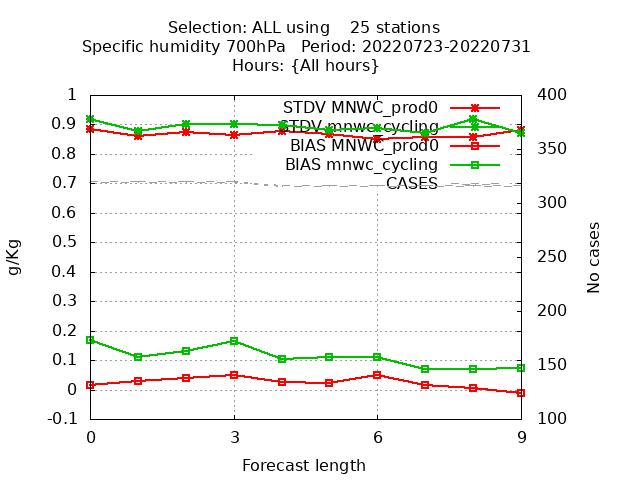 Selection: ALL using    25 stations
Specific humidity 700hPa   Period: 20220723-20220731
Hours: {All hours}
1
0.9
0.8
0.7
0.6
0.5
0.4
0.3
0.2
0.1
0
-0.1
400
350
300
250
200
150
100
0
3
6
9
g/Kg
No cases
Forecast length
STDV MNWC_prod0
STDV mnwc_cycling
BIAS MNWC_prod0
BIAS mnwc_cycling
CASES